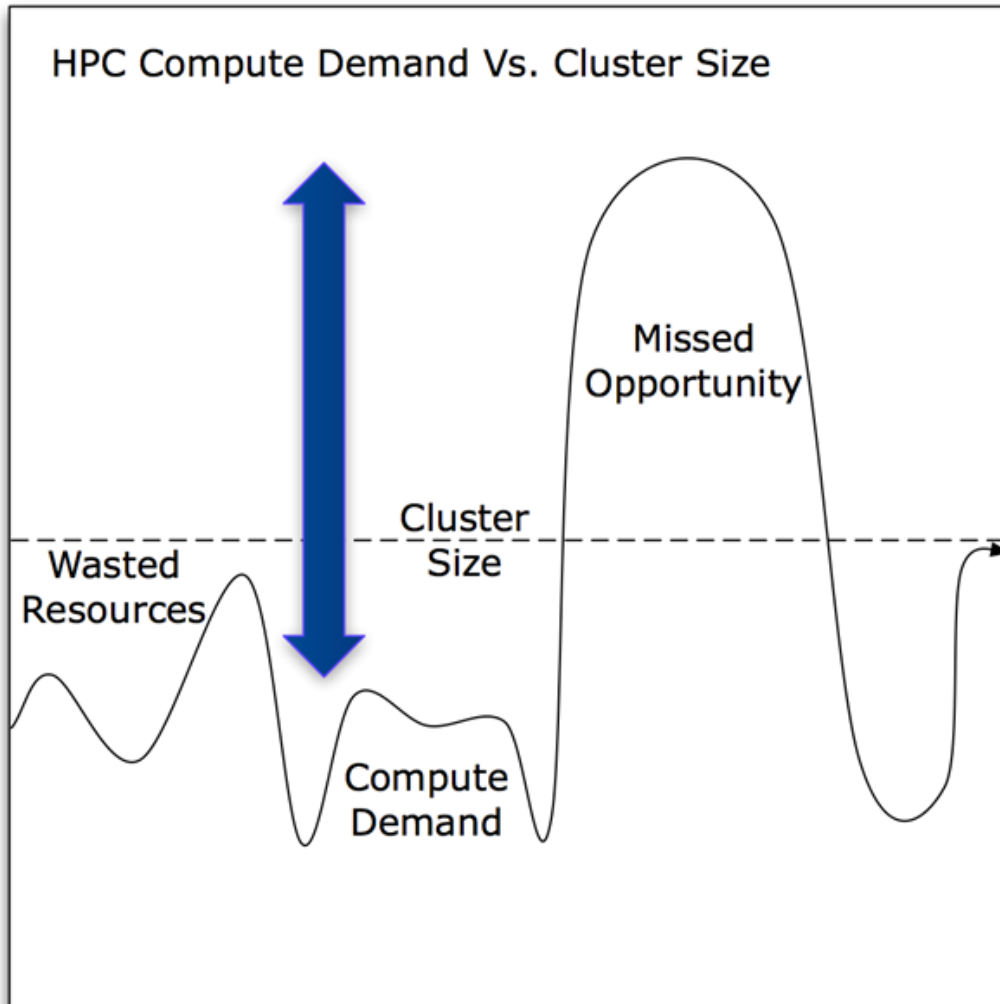 HPC Compute Demand Vs. Cluster Size
Missed
Opportunity
Cluster
Size
Wasted
Resources
Compute
Demand